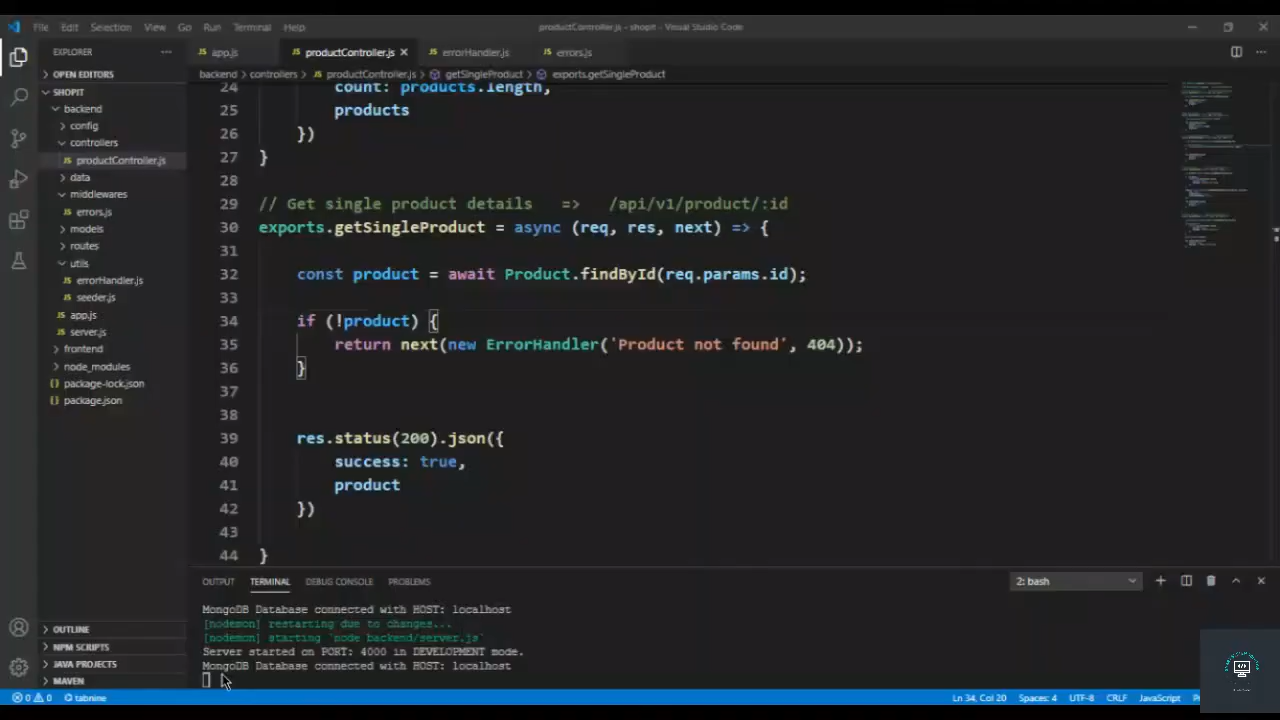 File Edit Selection View Go Run Terminal Help productController.js - shopit - Visual Studio Code
EXPLORER
app.js productController.js errorHandler.js errors.js
backend > controllers > productController.js > getSingleProduct > exports.getSingleProduct
OPEN EDITORS
SHOPIT
backend
config
controllers
productController.js
data
middlewares
errors.js
models
routes
utils
errorHandler.js
seeder.js
app.js
server.js
frontend
node_modules
package-lock.json
package.json
OUTLINE
NPM SCRIPTS
JAVA PROJECTS
MAVEN
24 count: products.length,
25 products
26 })
27 }
28
29 // Get single product details => /api/v1/product/:id
30 exports.getSingleProduct = async (req, res, next) => {
31
32 const product = await Product.findById(req.params.id);
33
34 if (!product) {
35 return next(new ErrorHandler('Product not found', 404));
36 }
37
38
39 res.status(200).json({
40 success: true,
41 product
42 })
43
44 }
OUTPUT TERMINAL DEBUG CONSOLE PROBLEMS 2: bash
MongoDB Database connected with HOST: localhost
[nodemon] restarting due to changes...
[nodemon] starting `node backend/server.js`
Server started on PORT: 4000 in DEVELOPMENT mode.
MongoDB Database connected with HOST: localhost
0 0 tabnine Ln 34, Col 20 Spaces: 4 UTF-8 CRLF JavaScript